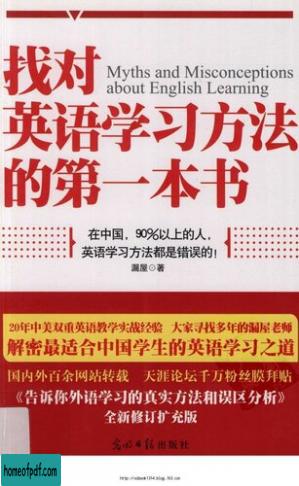 找对
Myths and Misconceptions
about English Learning
英语学习方法
的第一本书
在中国，90%以上的人，
英语学习方法都是错误的！
漏屋◎著
20年中美双重英语教学实战经验 大家寻找多年的漏屋老师
解密最适合中国学生的英语学习之道
国内外百余网站转载 天涯论坛千万粉丝膜拜贴
《告诉你外语学习的真实方法和误区分析》
全新修订扩充版
光明日报出版社
homeofpdf.com